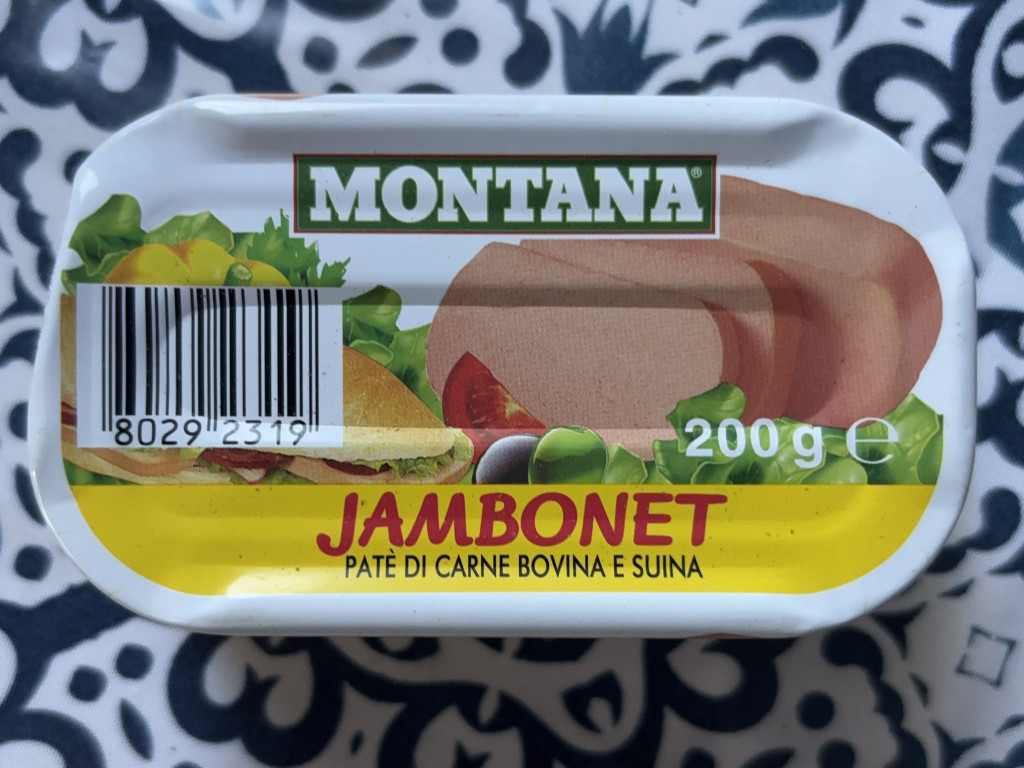 MONTANA®
8029 2319
200 g ℮
JAMBONET
PATÈ DI CARNE BOVINA E SUINA